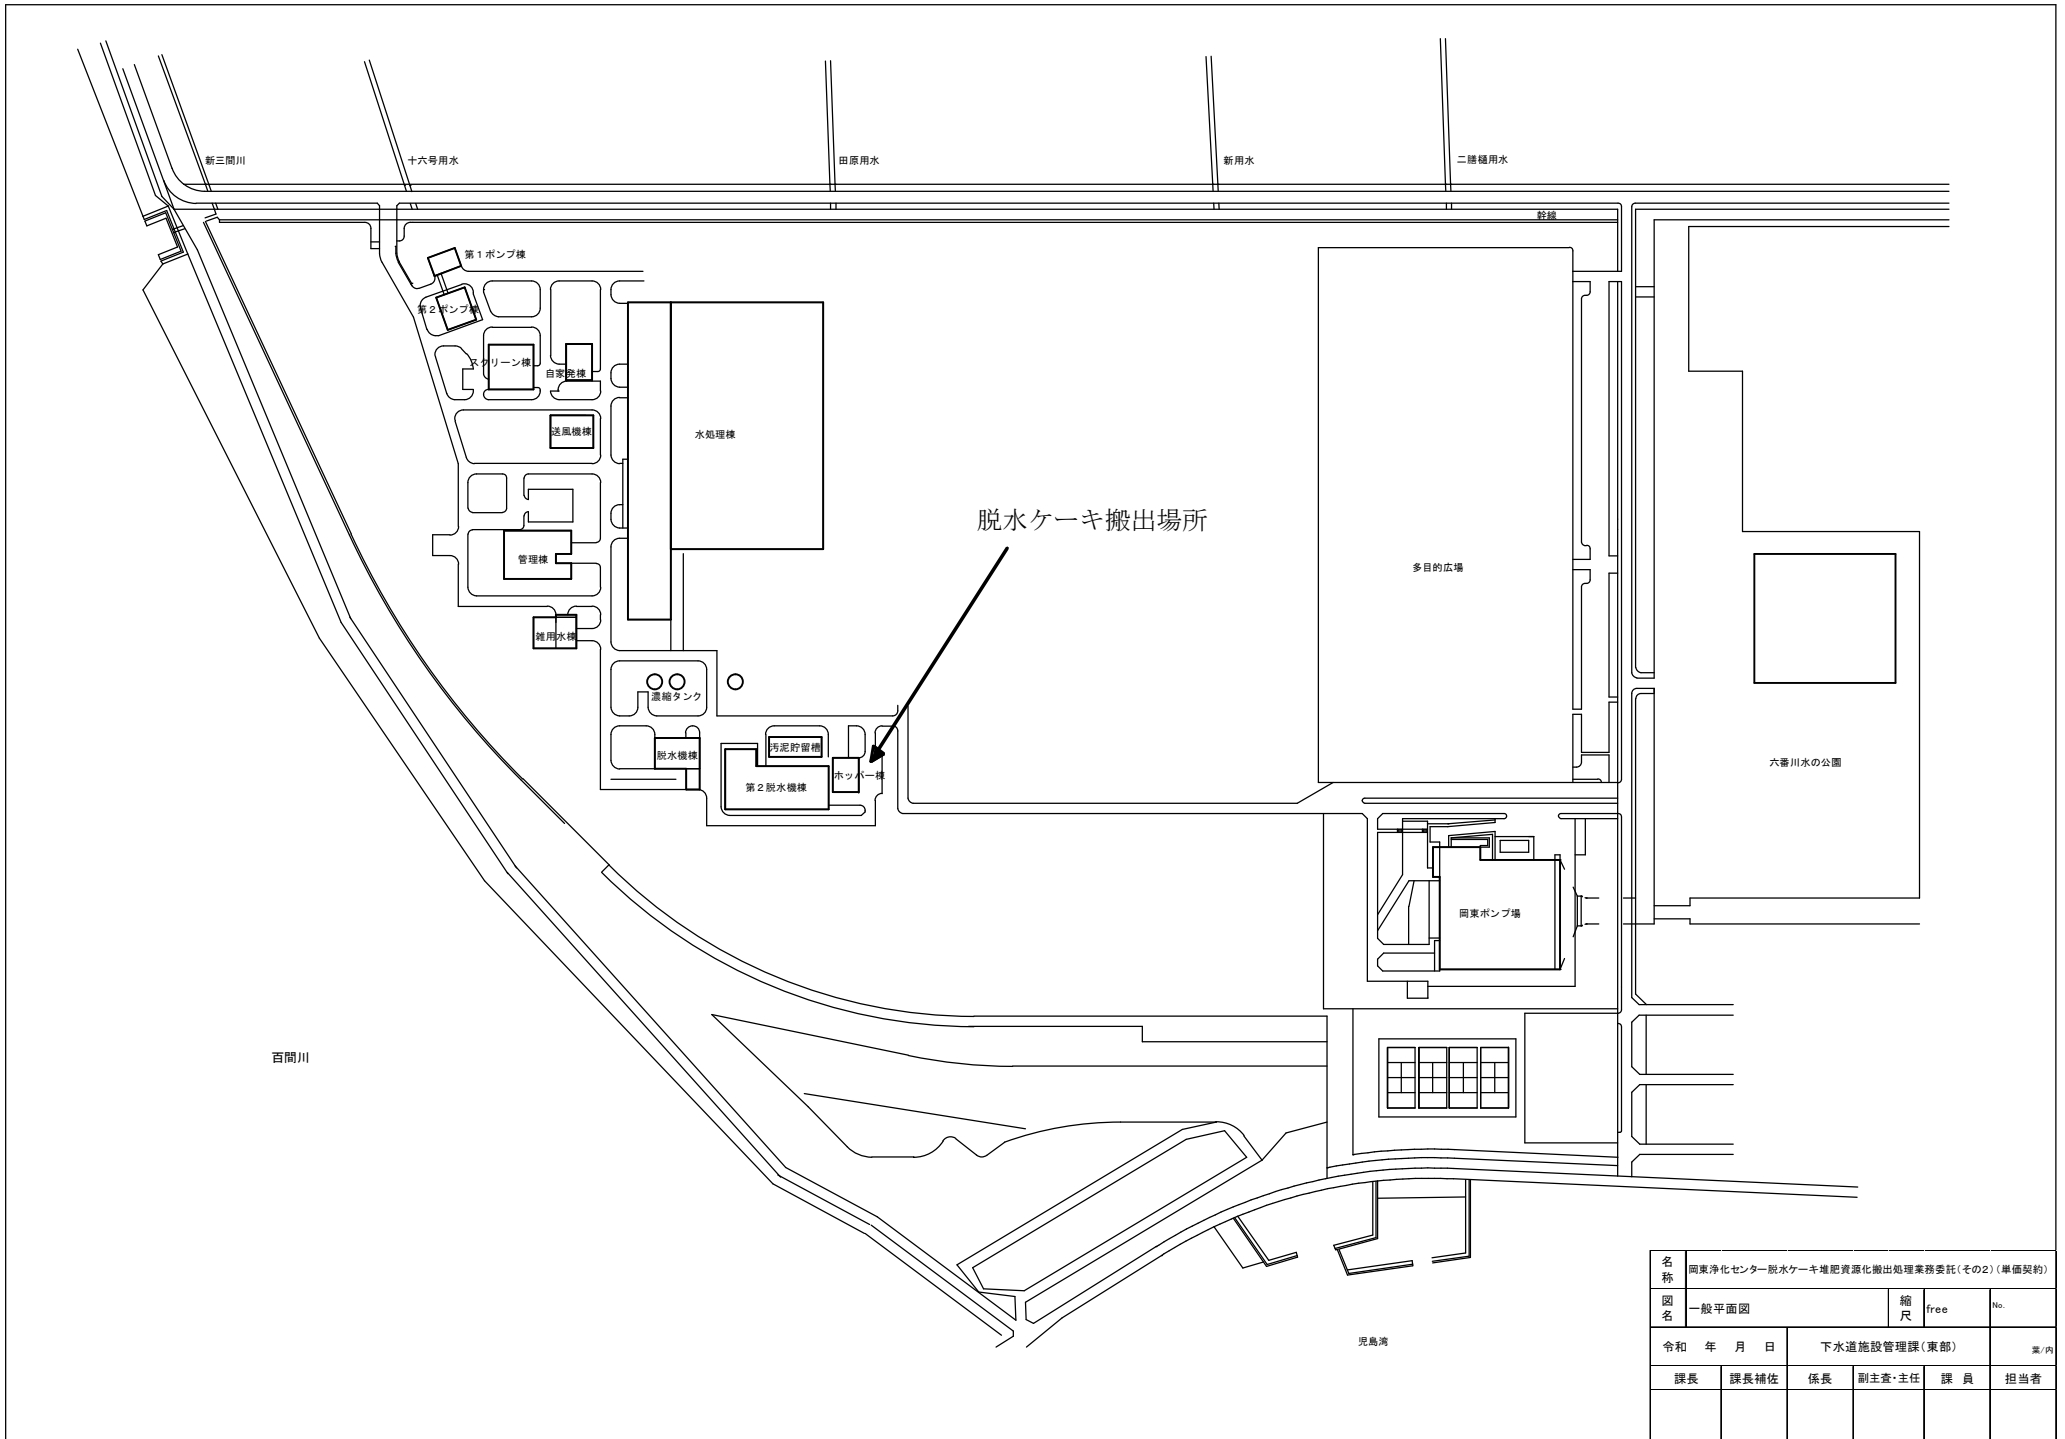 新三間川
十六号用水
田原用水
新用水
二膳樋用水
幹線
第1ポンプ棟
第2ポンプ棟
スクリーン棟
自家発棟
送風機棟
水処理棟
管理棟
雑用水棟
脱水ケーキ搬出場所
多目的広場
濃縮タンク
脱水機棟
汚泥貯留槽
ホッパー棟
第2脱水機棟
六番川水の公園
岡東ポンプ場
百間川
児島湾
名称 岡東浄化センター脱水ケーキ堆肥資源化搬出処理業務委託(その2)(単価契約)
図名 一般平面図 縮尺 free No.
令和 年 月 日 下水道施設管理課(東部) 葉/内
課長 課長補佐 係長 副主査・主任 課員 担当者